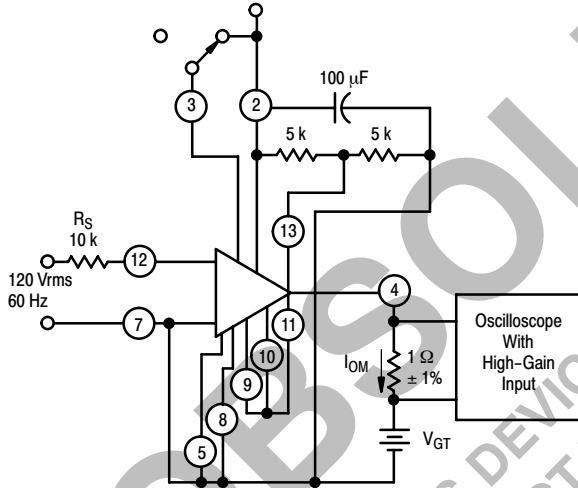 100 μF
3
2
5 k
5 k
13
RS
10 k
12
120 Vrms
60 Hz
7
4
11
10
9
8
5
IOM
1 Ω
± 1%
VGT
Oscilloscope
With
High–Gain
Input